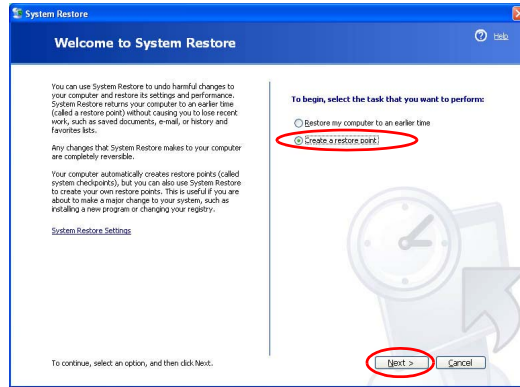 System Restore
Welcome to System Restore
Help
You can use System Restore to undo harmful changes to
your computer and restore its settings and performance.
System Restore returns your computer to an earlier time
(called a restore point) without causing you to lose recent
work, such as saved documents, e-mail, or history and
favorites lists.
Any changes that System Restore makes to your computer
are completely reversible.
Your computer automatically creates restore points (called
system checkpoints), but you can also use System Restore
to create your own restore points. This is useful if you are
about to make a major change to your system, such as
installing a new program or changing your registry.
System Restore Settings
To begin, select the task that you want to perform:
Restore my computer to an earlier time
Create a restore point
To continue, select an option, and then click Next.
Next >
Cancel